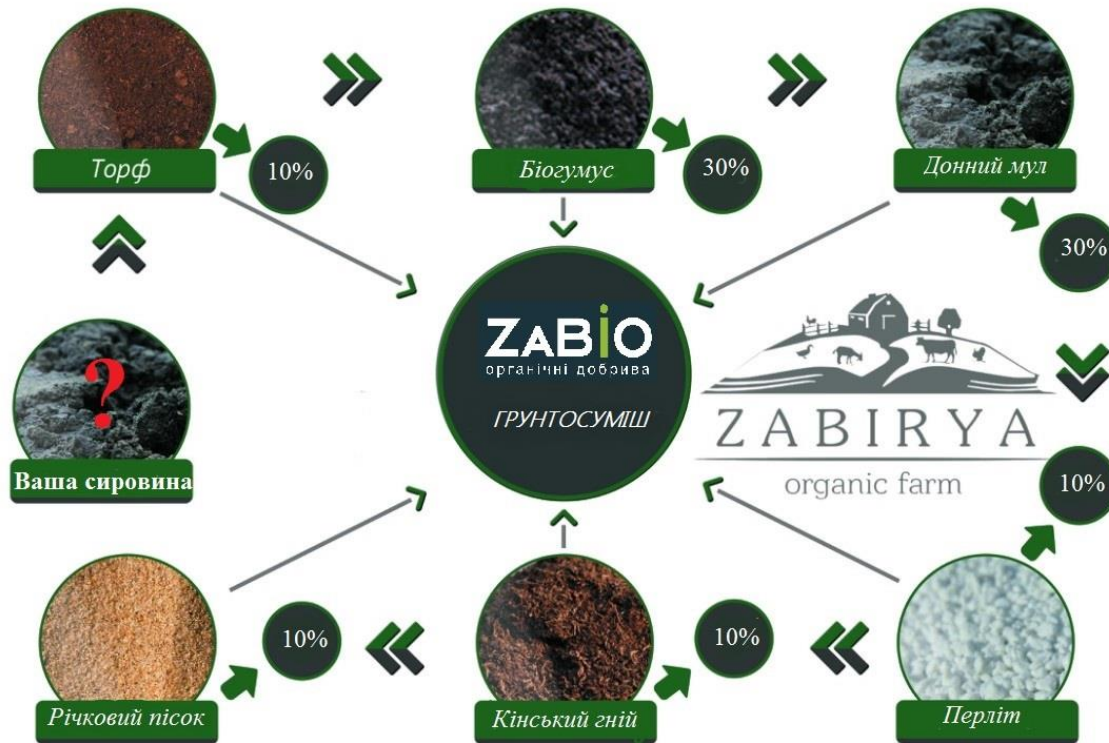 Торф
10%
Біогумус
30%
Донний мул
30%
ZABiO
органічні добрива
ГРУНТОСУМІШ
ZABIRYA
organic farm
?
Ваша сировина
10%
Річковий пісок
10%
Кінський гній
10%
Перліт